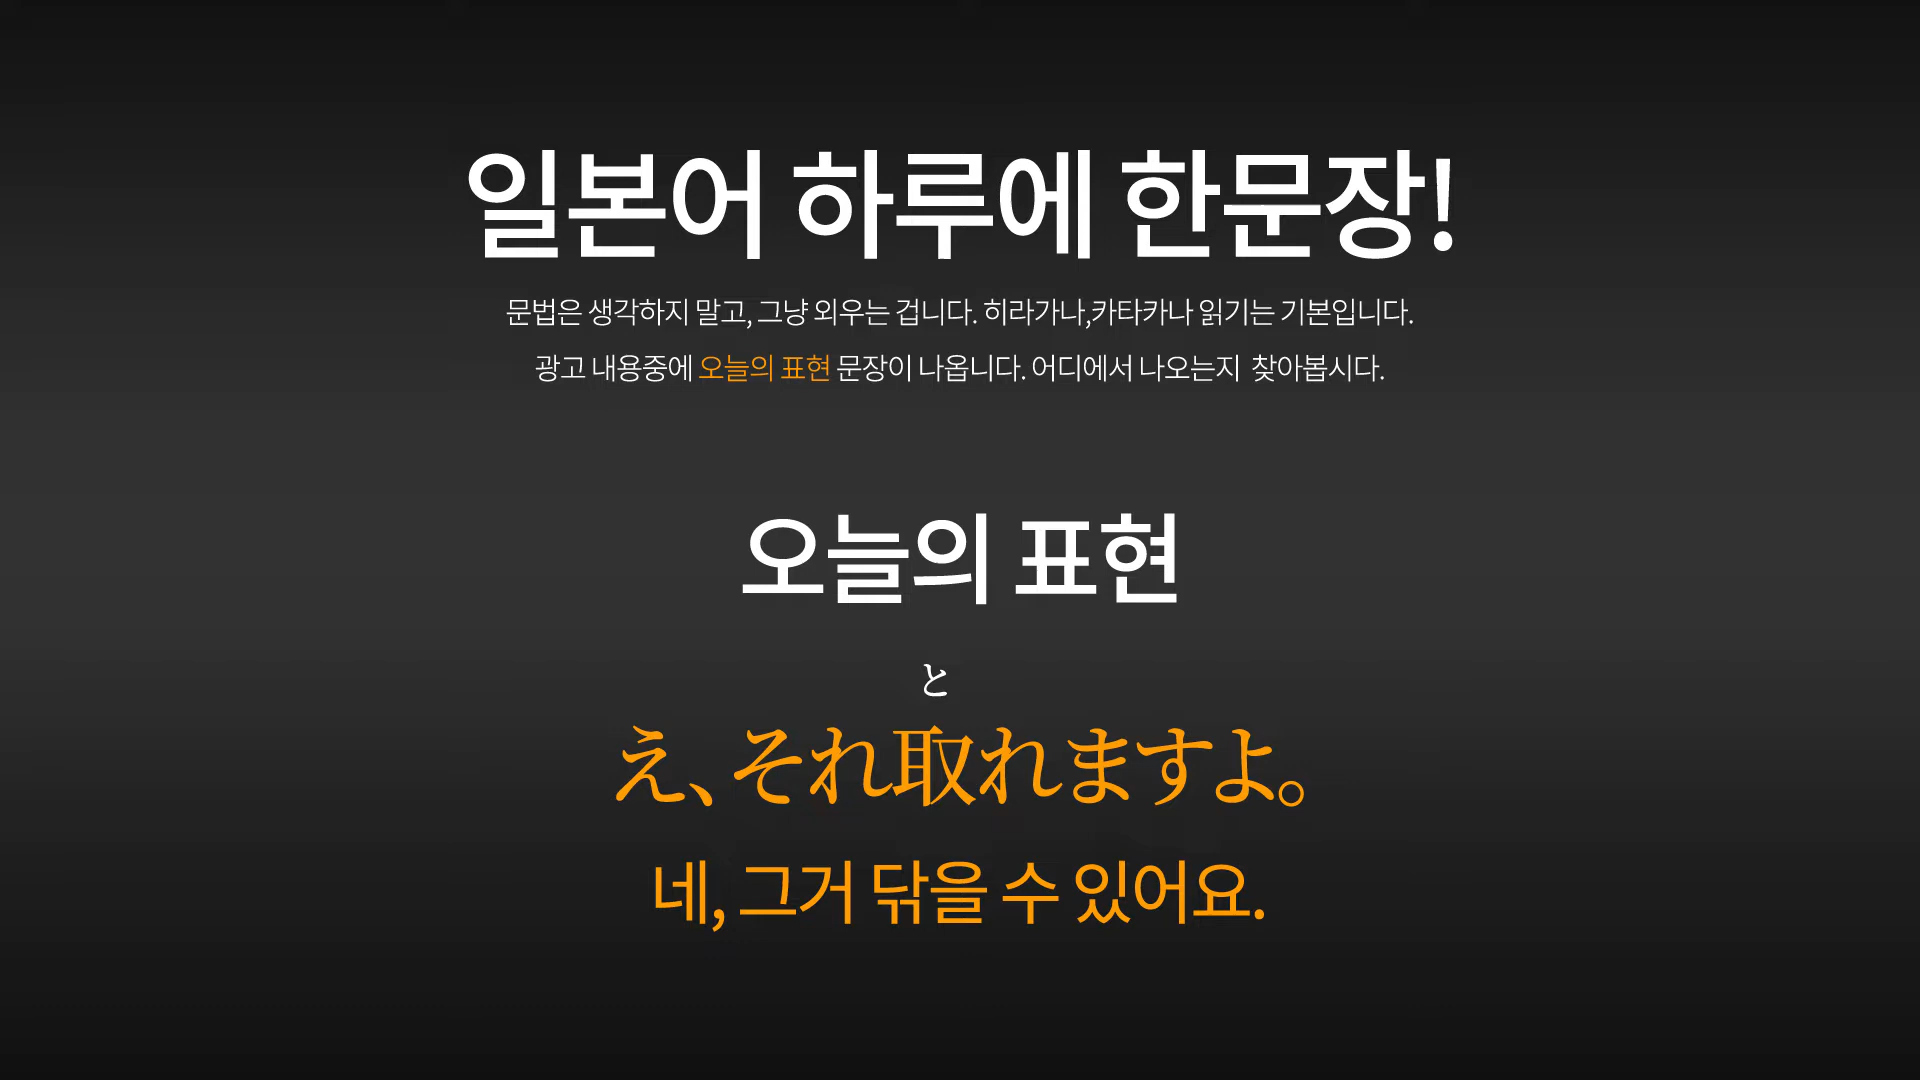 일본어 하루에 한문장!
문법은 생각하지 말고, 그냥 외우는 겁니다. 히라가나,카타카나 읽기는 기본입니다.
광고 내용중에 오늘의 표현 문장이 나옵니다. 어디에서 나오는지 찾아봅시다.
오늘의 표현
と
え、それ取れますよ。
네, 그거 닦을 수 있어요.